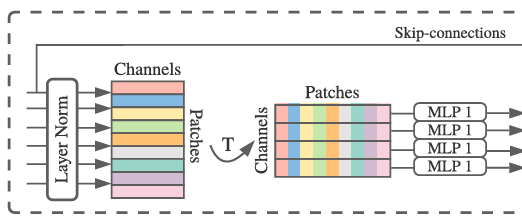 Skip-connections
Channels
Patches
Layer Norm
Patches
T
Channels
MLP 1
MLP 1
MLP 1
MLP 1